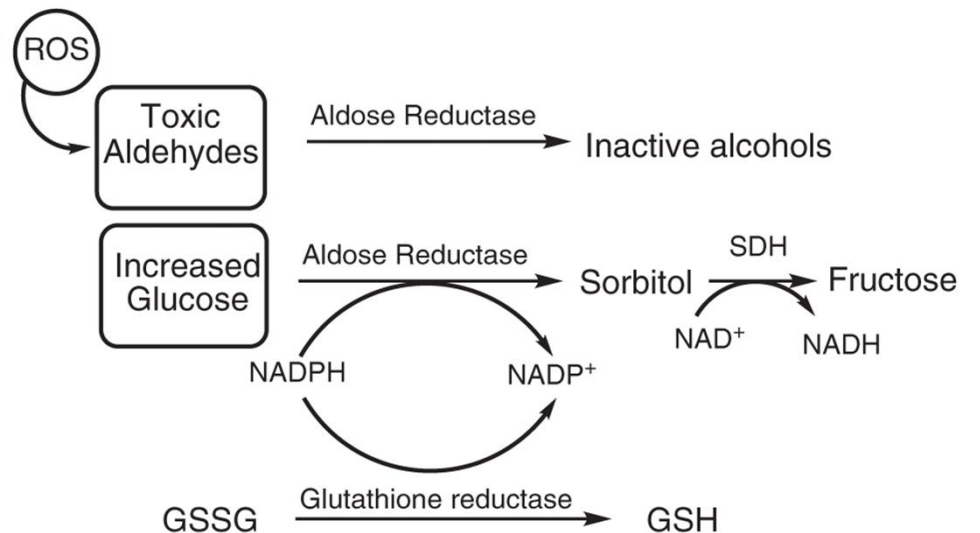 ROS
Toxic
Aldehydes
Aldose Reductase
Inactive alcohols
Increased
Glucose
Aldose Reductase
Sorbitol
SDH
Fructose
NAD⁺
NADH
NADPH
NADP⁺
GSSG
Glutathione reductase
GSH